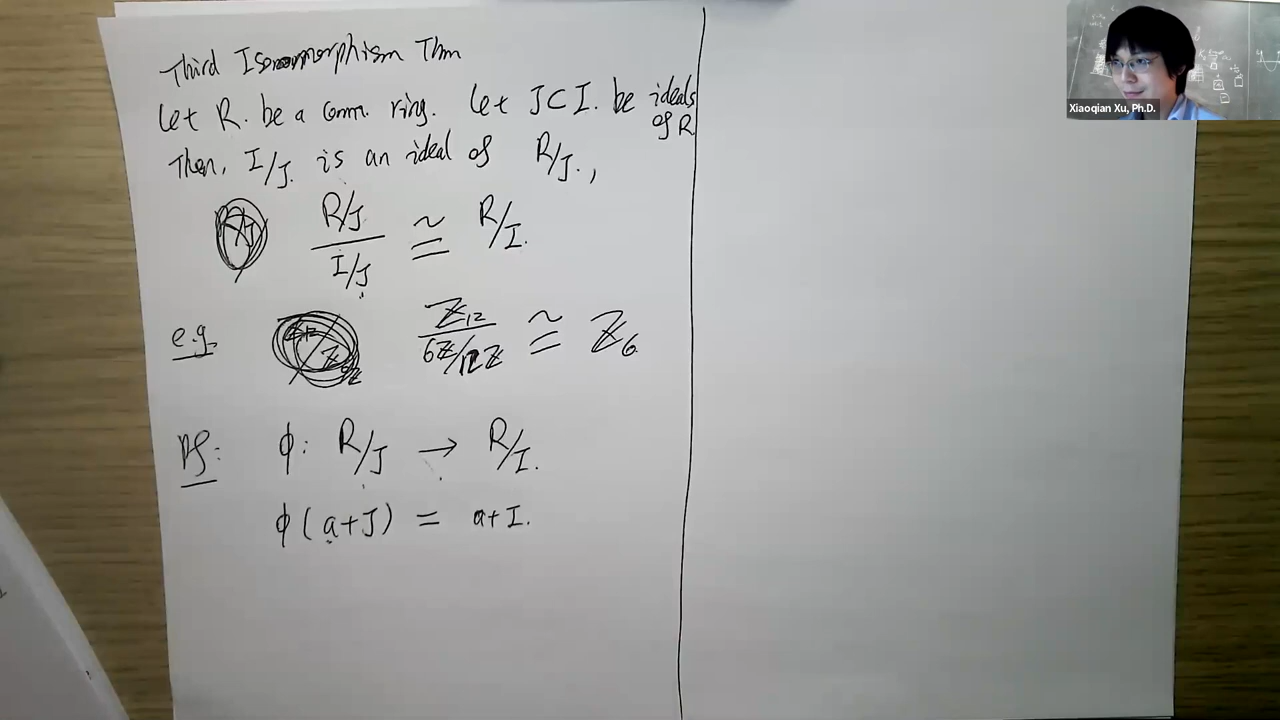 Third Isomorphism Thm
Let R. be a comm. ring. Let J⊂I. be ideals of R
Then, I/J. is an ideal of R/J.,
(R/J)/(I/J) ≅ R/I.
e.g. Z₁₂/(6Z/12Z) ≅ Z₆
Pf: ϕ: R/J → R/I.
ϕ(a+J) = a+I.
Xiaoqian Xu, Ph.D.